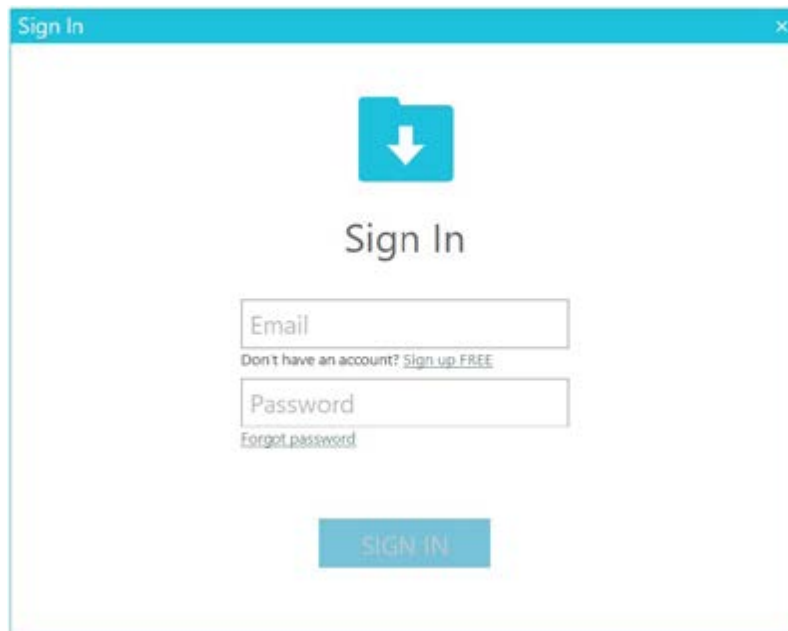 Sign In
Sign In
Email
Don't have an account? Sign up FREE
Password
Forgot password
SIGN IN